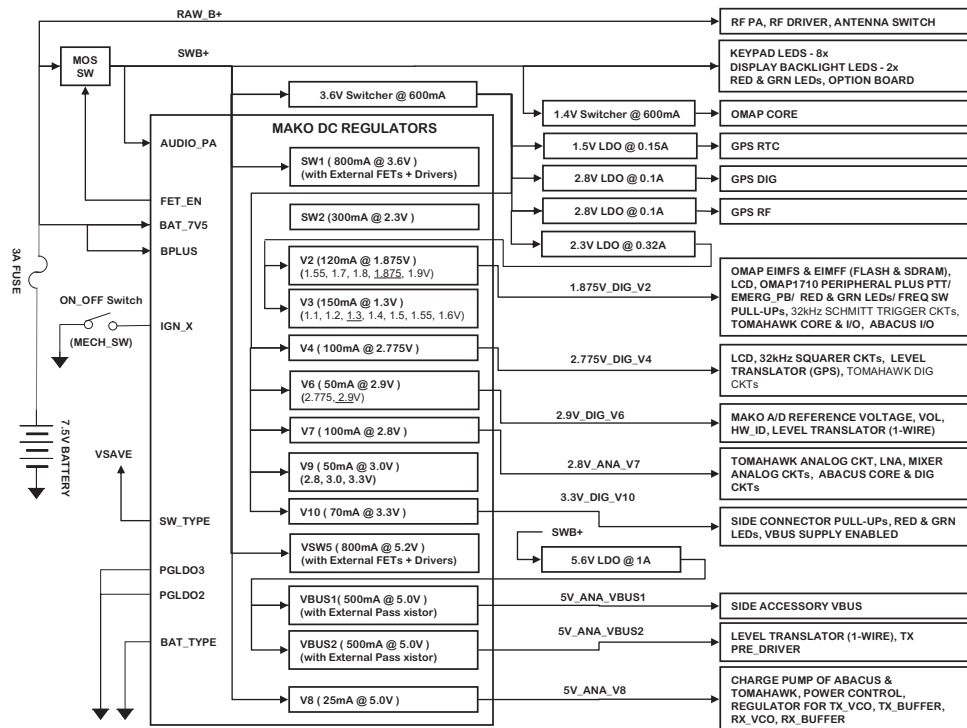 RAW_B+
RF PA, RF DRIVER, ANTENNA SWITCH
SWB+
MOS
SW
KEYPAD LEDS - 8x
DISPLAY BACKLIGHT LEDS - 2x
RED & GRN LEDs, OPTION BOARD
3.6V Switcher @ 600mA
1.4V Switcher @ 600mA
OMAP CORE
MAKO DC REGULATORS
AUDIO_PA
1.5V LDO @ 0.15A
GPS RTC
SW1 ( 800mA @ 3.6V )
(with External FETs + Drivers)
2.8V LDO @ 0.1A
GPS DIG
FET_EN
SW2 (300mA @ 2.3V )
2.8V LDO @ 0.1A
GPS RF
BAT_7V5
BPLUS
2.3V LDO @ 0.32A
3A FUSE
V2 (120mA @ 1.875V )
(1.55, 1.7, 1.8, 1.875, 1.9V)
1.875V_DIG_V2
OMAP EIMFS & EIMFF (FLASH & SDRAM),
LCD, OMAP1710 PERIPHERAL PLUS PTT/
EMERG_PB/ RED & GRN LEDs/ FREQ SW
PULL-UPs, 32kHz SCHMITT TRIGGER CKTs,
TOMAHAWK CORE & I/O, ABACUS I/O
ON_OFF Switch
(MECH_SW)
IGN_X
V3 (150mA @ 1.3V )
(1.1, 1.2, 1.3, 1.4, 1.5, 1.55, 1.6V)
V4 ( 100mA @ 2.775V )
2.775V_DIG_V4
LCD, 32kHz SQUARER CKTs, LEVEL
TRANSLATOR (GPS), TOMAHAWK DIG
CKTs
V6 ( 50mA @ 2.9V )
(2.775, 2.9V)
2.9V_DIG_V6
MAKO A/D REFERENCE VOLTAGE, VOL,
HW_ID, LEVEL TRANSLATOR (1-WIRE)
7.5V BATTERY
V7 ( 100mA @ 2.8V )
2.8V_ANA_V7
TOMAHAWK ANALOG CKT, LNA, MIXER
ANALOG CKTs, ABACUS CORE & DIG
CKTs
VSAVE
V9 ( 50mA @ 3.0V )
(2.8, 3.0, 3.3V)
3.3V_DIG_V10
SW_TYPE
V10 ( 70mA @ 3.3V )
SIDE CONNECTOR PULL-UPs, RED & GRN
LEDs, VBUS SUPPLY ENABLED
SWB+
VSW5 ( 800mA @ 5.2V )
(with External FETs + Drivers)
5.6V LDO @ 1A
PGLDO3
PGLDO2
VBUS1( 500mA @ 5.0V )
(with External Pass xistor)
5V_ANA_VBUS1
SIDE ACCESSORY VBUS
BAT_TYPE
VBUS2 ( 500mA @ 5.0V )
(with External Pass xistor)
5V_ANA_VBUS2
LEVEL TRANSLATOR (1-WIRE), TX
PRE_DRIVER
V8 ( 25mA @ 5.0V )
5V_ANA_V8
CHARGE PUMP OF ABACUS &
TOMAHAWK, POWER CONTROL,
REGULATOR FOR TX_VCO, TX_BUFFER,
RX_VCO, RX_BUFFER